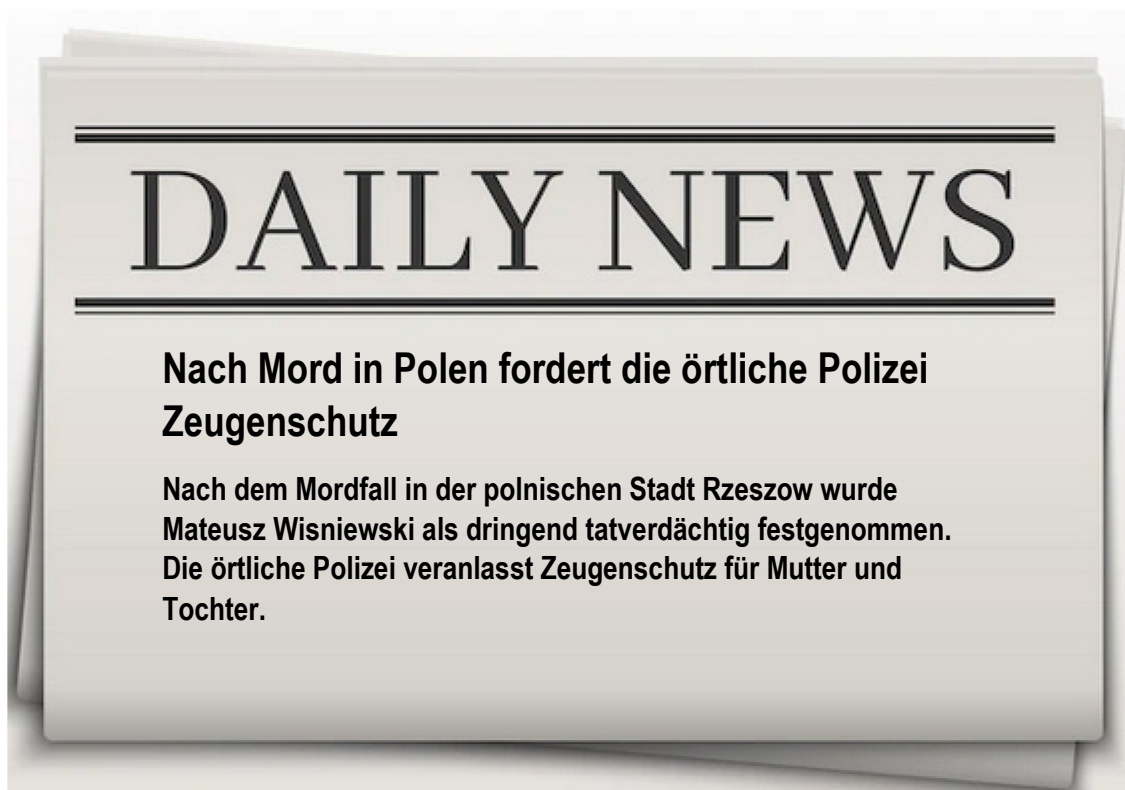 DAILY NEWS
Nach Mord in Polen fordert die örtliche Polizei
Zeugenschutz
Nach dem Mordfall in der polnischen Stadt Rzeszow wurde
Mateusz Wisniewski als dringend tatverdächtig festgenommen.
Die örtliche Polizei veranlasst Zeugenschutz für Mutter und
Tochter.